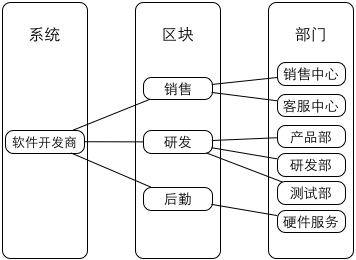 系统
区块
部门
软件开发商
销售
研发
后勤
销售中心
客服中心
产品部
研发部
测试部
硬件服务